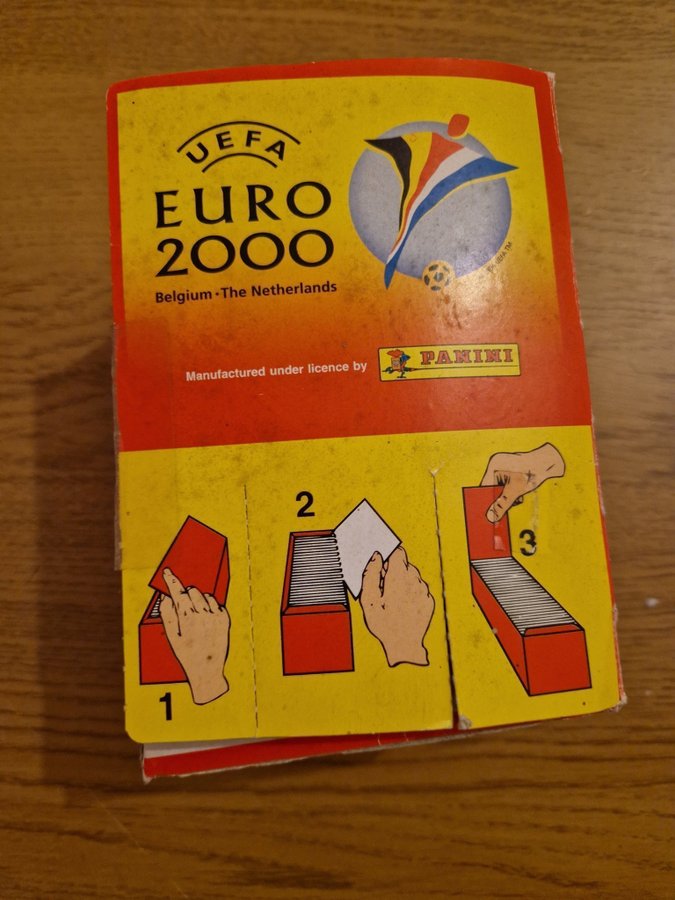 UEFA
EURO
2000
Belgium • The Netherlands
Manufactured under licence by
PANINI
2
3
1